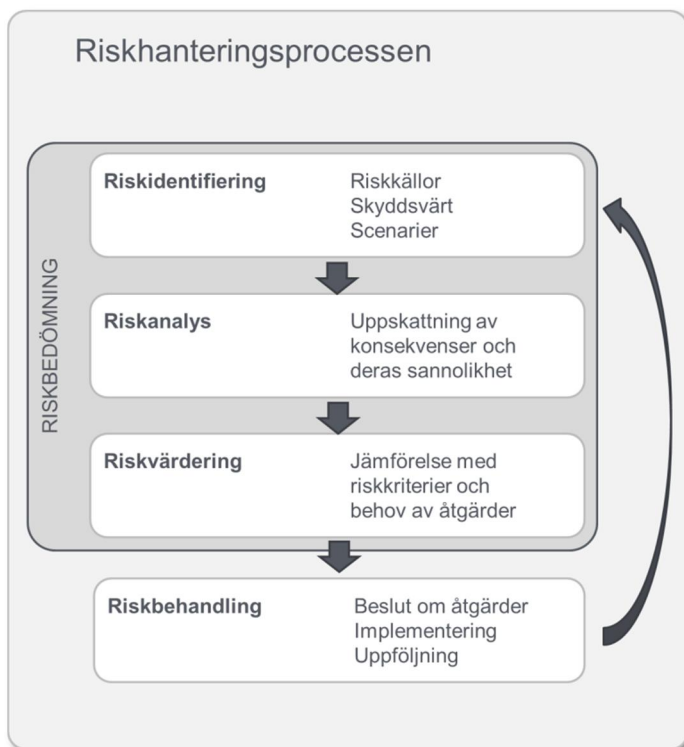 Riskhanteringsprocessen
RISKBEDÖMNING
Riskidentifiering
Riskkällor
Skyddsvärt
Scenarier
Riskanalys
Uppskattning av
konsekvenser och
deras sannolikhet
Riskvärdering
Jämförelse med
riskkriterier och
behov av åtgärder
Riskbehandling
Beslut om åtgärder
Implementering
Uppföljning